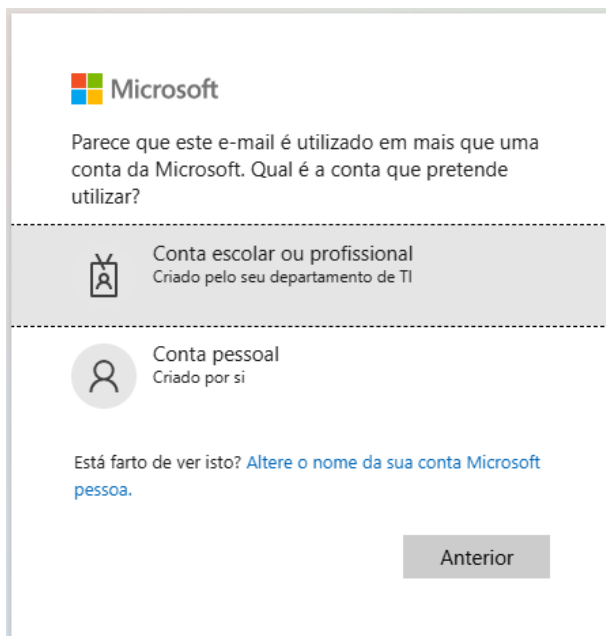 Microsoft
Parece que este e-mail é utilizado em mais que uma
conta da Microsoft. Qual é a conta que pretende
utilizar?
Conta escolar ou profissional
Criado pelo seu departamento de TI
Conta pessoal
Criado por si
Está farto de ver isto? Altere o nome da sua conta Microsoft
pessoa.
Anterior